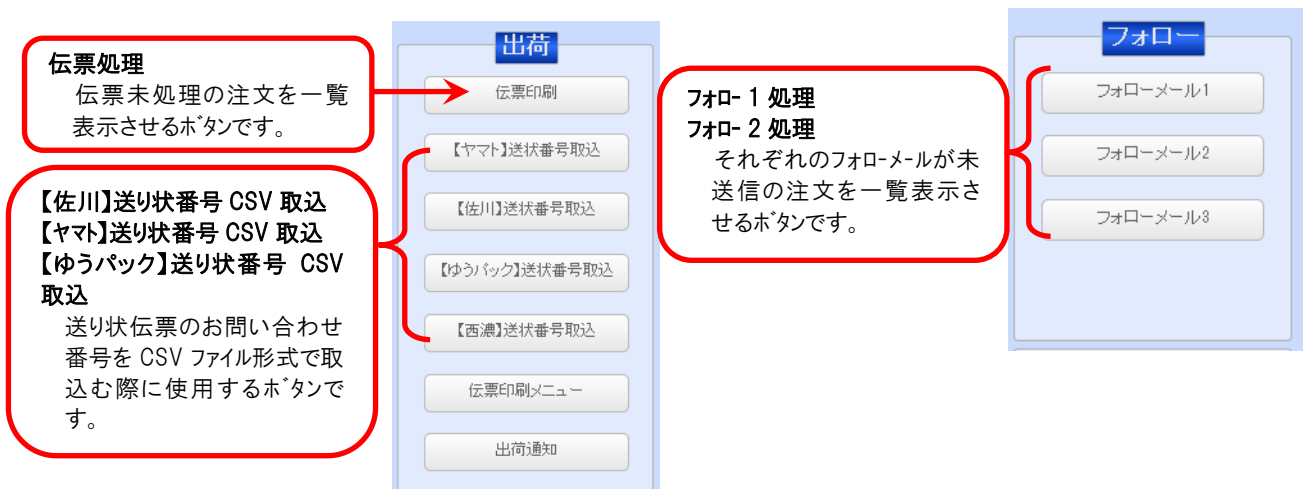 伝票処理
伝票未処理の注文を一覧
表示させるボタンです。
【佐川】送り状番号 CSV 取込
【ヤマト】送り状番号 CSV 取込
【ゆうパック】送り状番号 CSV
取込
送り状伝票のお問い合わせ
番号を CSV ファイル形式で取
込む際に使用するボタンで
す。
出荷
伝票印刷
【ヤマト】送状番号取込
【佐川】送状番号取込
【ゆうパック】送状番号取込
【西濃】送状番号取込
伝票印刷メニュー
出荷通知
フォロー 1 処理
フォロー 2 処理
それぞれのフォローメールが未
送信の注文を一覧表示さ
せるボタンです。
フォロー
フォローメール1
フォローメール2
フォローメール3